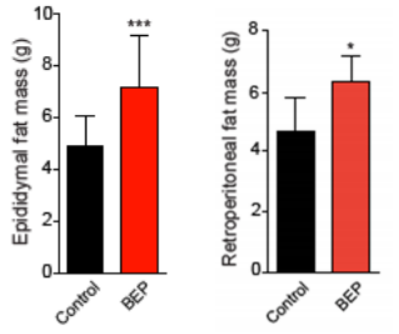 Epididymal fat mass (g)
10
8
6
4
2
0
***
Control
BEP
Retroperitoneal fat mass (g)
8
6
4
2
0
*
Control
BEP